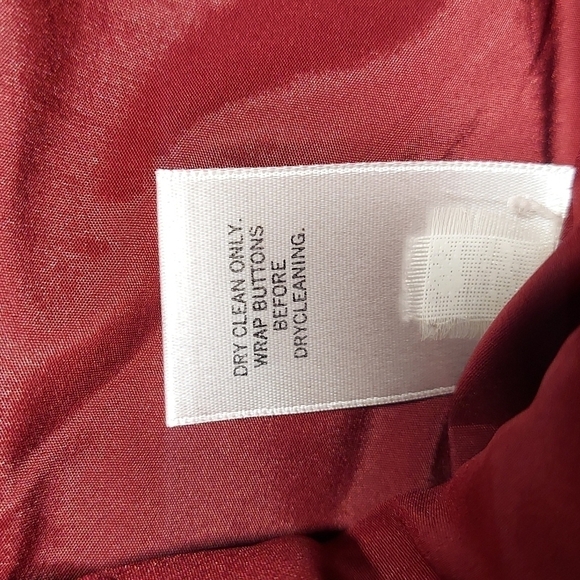 DRY CLEAN ONLY.
WRAP BUTTONS
BEFORE
DRYCLEANING.